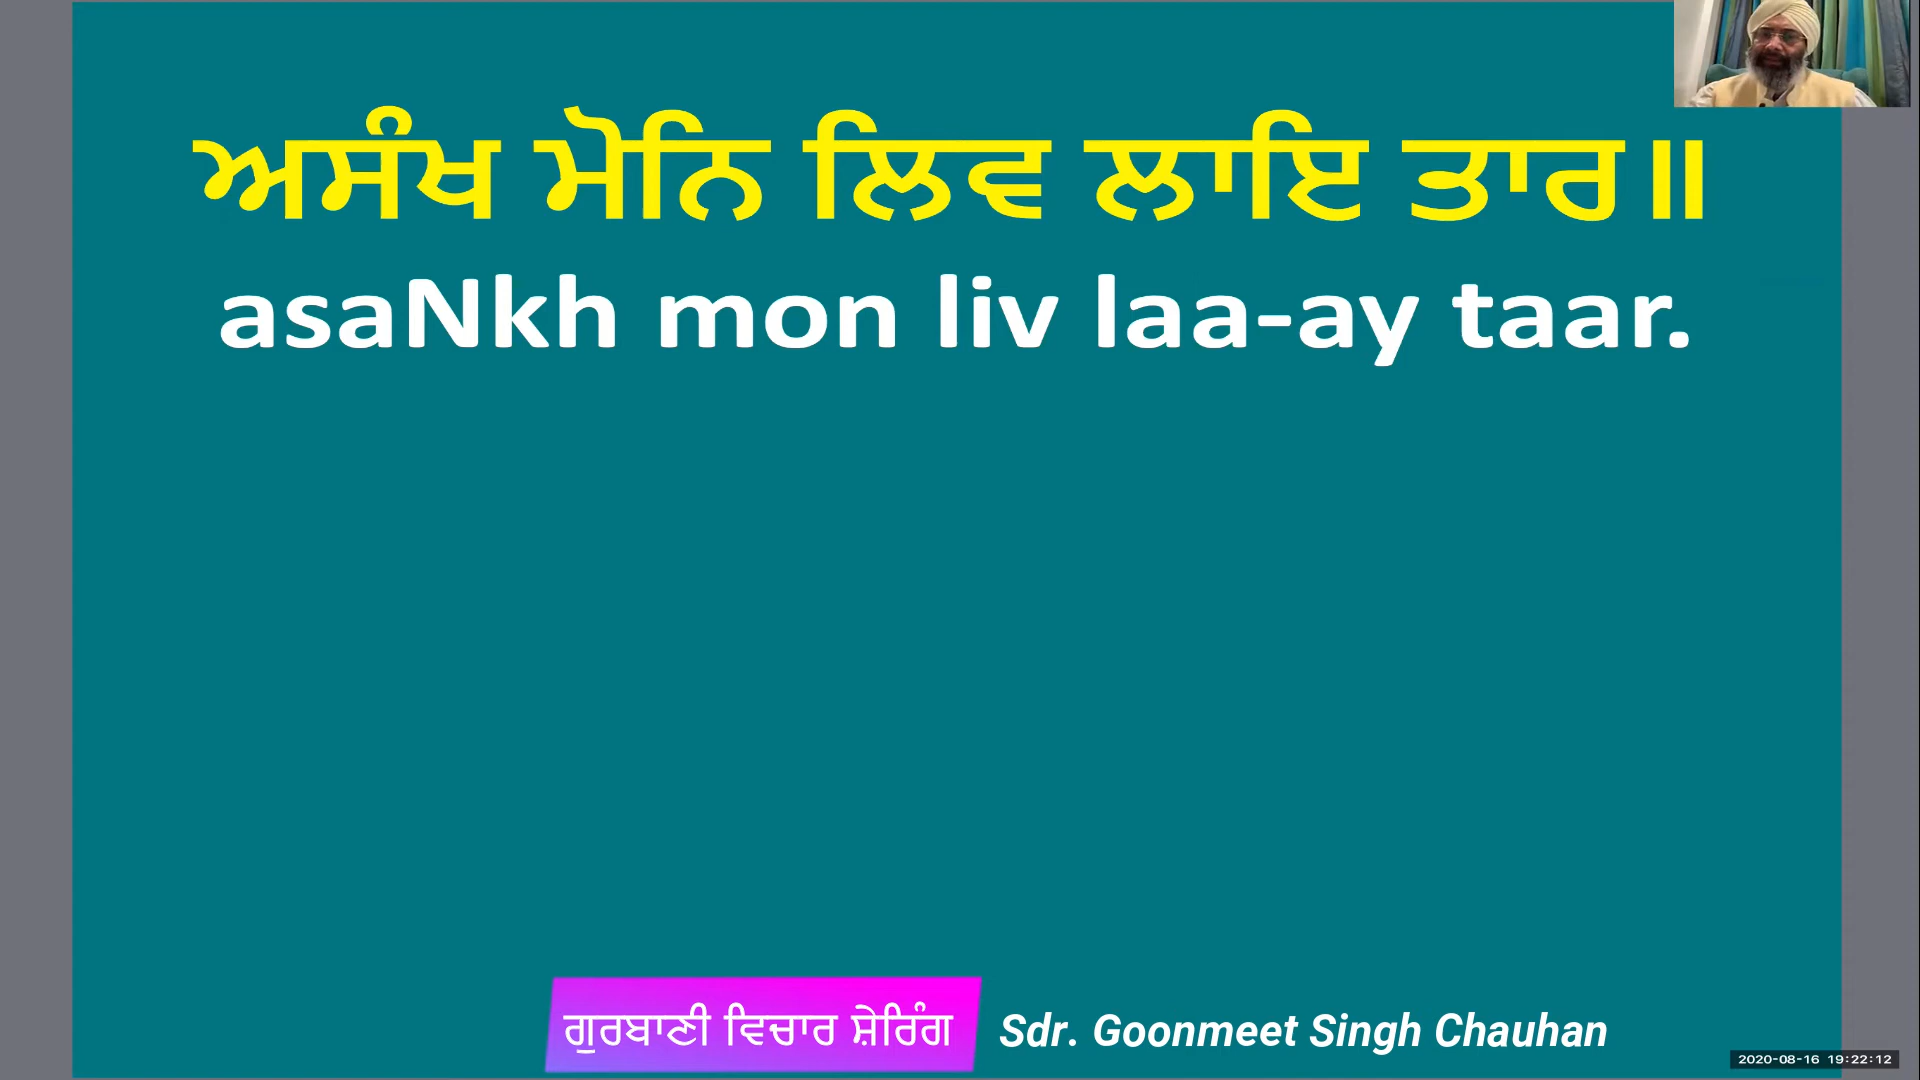 ਅਸੰਖ ਮੋਨਿ ਲਿਵ ਲਾਇ ਤਾਰ॥
asaNkh mon liv laa-ay taar.
ਗੁਰਬਾਣੀ ਵਿਚਾਰ ਸ਼ੇਰਿੰਗ
Sdr. Goonmeet Singh Chauhan
2020-08-16 19:22:12